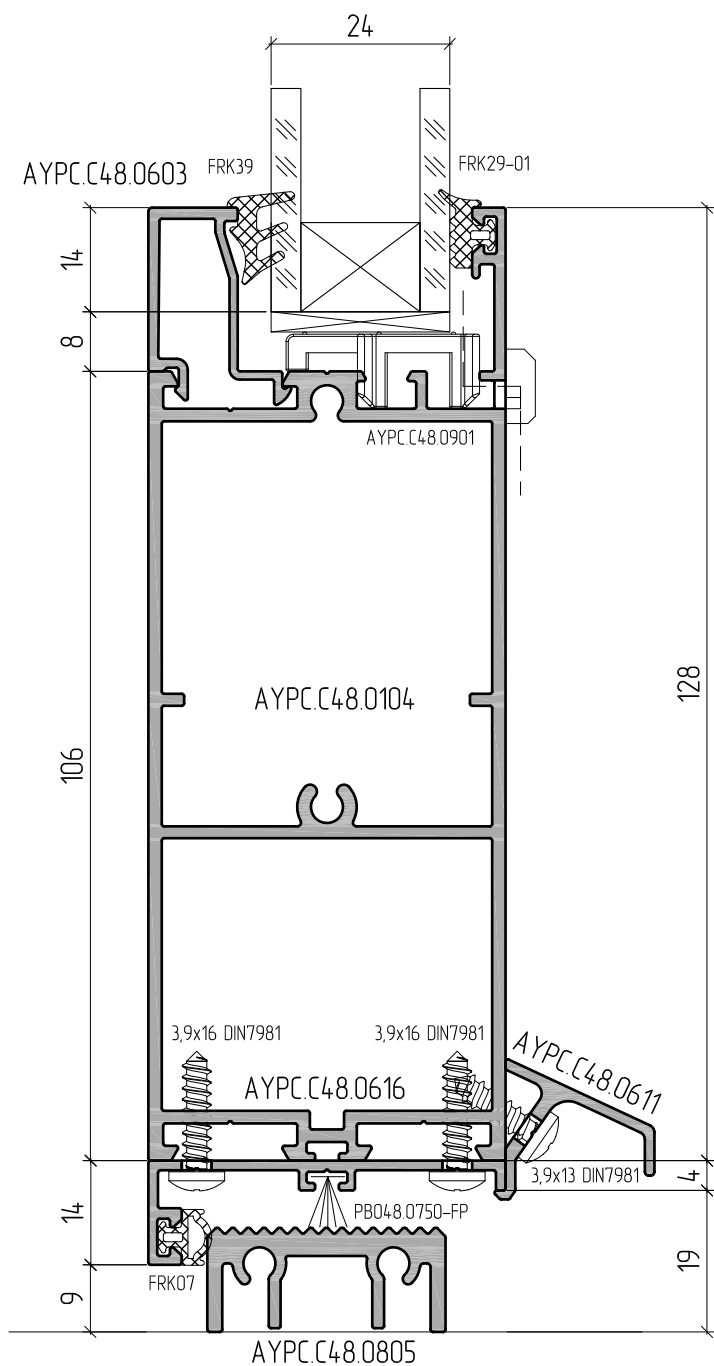 24
FRK39
FRK29-01
AYPC.C48.0603
14
8
AYPC.C48.0901
128
AYPC.C48.0104
106
3,9x16 DIN7981
3,9x16 DIN7981
AYPC.C48.0611
AYPC.C48.0616
3,9x13 DIN7981
4
14
PB048.0750-FP
19
FRK07
9
AYPC.C48.0805